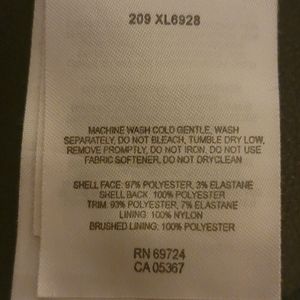 209 XL6928
MACHINE WASH COLD GENTLE, WASH
SEPARATELY, DO NOT BLEACH, TUMBLE DRY LOW,
REMOVE PROMPTLY, DO NOT IRON, DO NOT USE
FABRIC SOFTENER, DO NOT DRYCLEAN
SHELL FACE: 97% POLYESTER, 3% ELASTANE
SHELL BACK: 100% POLYESTER
TRIM: 93% POLYESTER, 7% ELASTANE
LINING: 100% NYLON
BRUSHED LINING: 100% POLYESTER
RN 69724
CA 05367